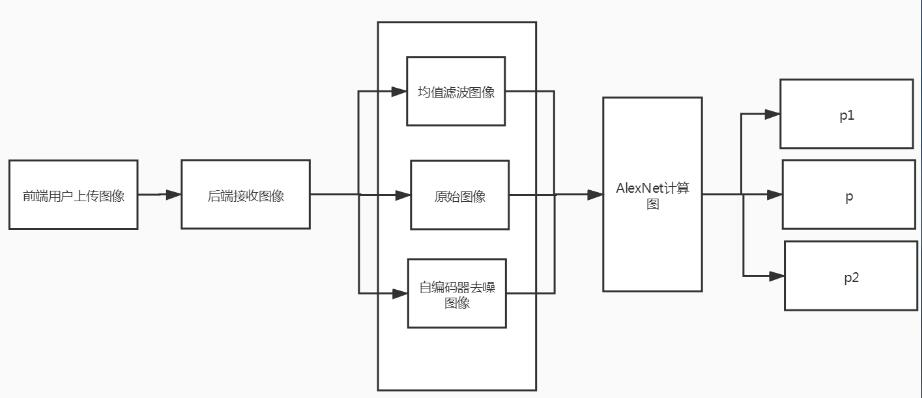 前端用户上传图像
后端接收图像
均值滤波图像
原始图像
自编码器去噪
图像
AlexNet计算
图
p1
p
p2